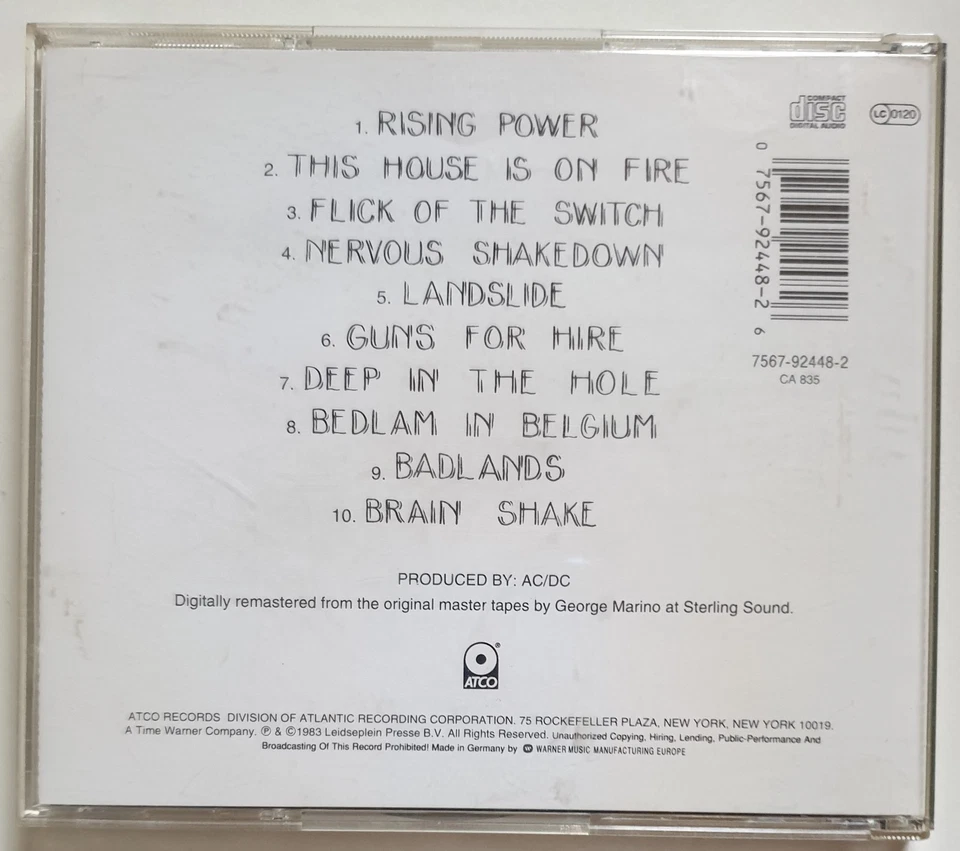 1. RISING POWER
2. THIS HOUSE IS ON FIRE
3. FLICK OF THE SWITCH
4. NERVOUS SHAKEDOWN
5. LANDSLIDE
6. GUNS FOR HIRE
7. DEEP IN THE HOLE
8. BEDLAM IN BELGIUM
9. BADLANDS
10. BRAIN SHAKE
COMPACT
disc
DIGITAL AUDIO
LC 0120
0 7567-92448-2 6
7567-92448-2
CA 835
PRODUCED BY: AC/DC
Digitally remastered from the original master tapes by George Marino at Sterling Sound.
®
ATCO
ATCO RECORDS DIVISION OF ATLANTIC RECORDING CORPORATION. 75 ROCKEFELLER PLAZA, NEW YORK, NEW YORK 10019.
A Time Warner Company. ℗ & ©1983 Leidseplein Presse B.V. All Rights Reserved. Unauthorized Copying, Hiring, Lending, Public-Performance And
Broadcasting Of This Record Prohibited! Made in Germany by WARNER MUSIC MANUFACTURING EUROPE